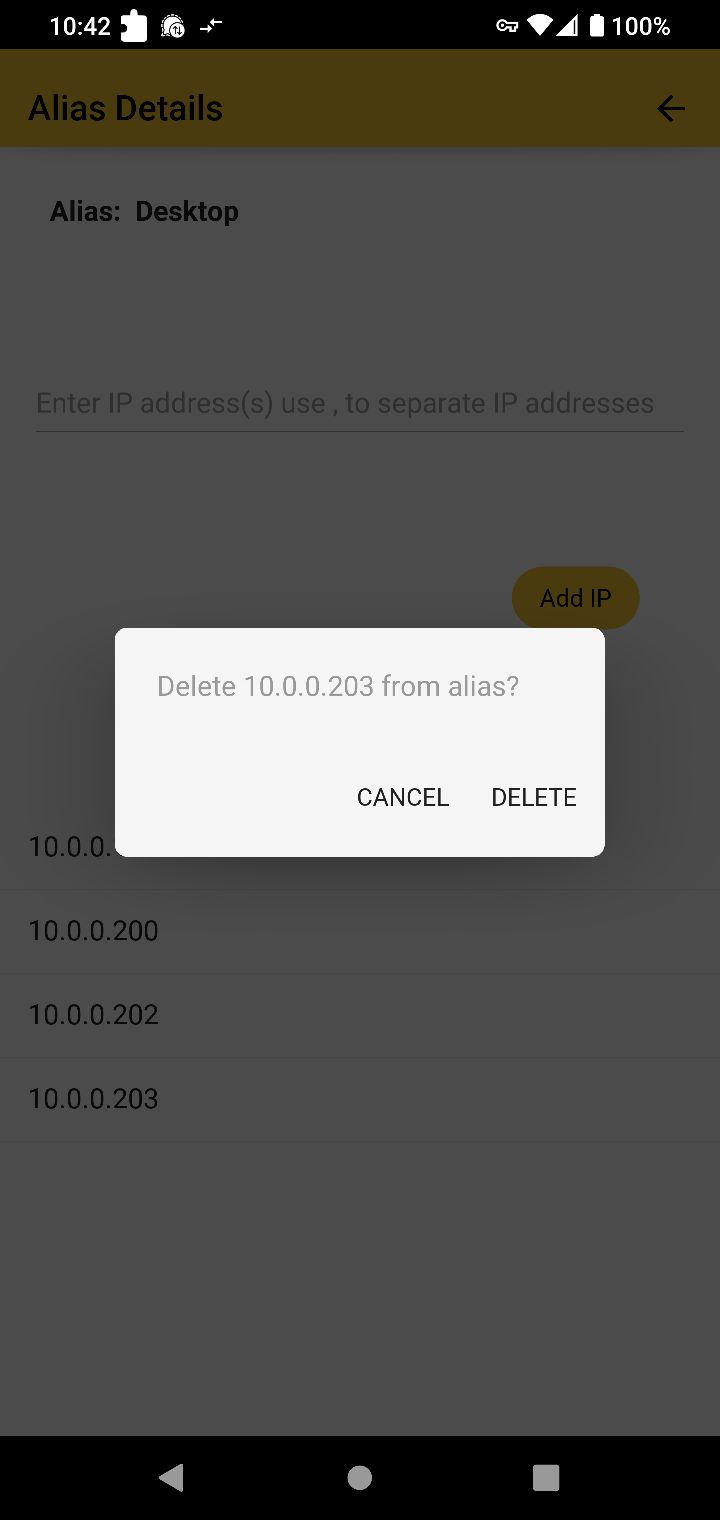 10:42 100%
Alias Details
Alias: Desktop
Enter IP address(s) use , to separate IP addresses
Add IP
Delete 10.0.0.203 from alias?
CANCEL DELETE
10.0.0.
10.0.0.200
10.0.0.202
10.0.0.203